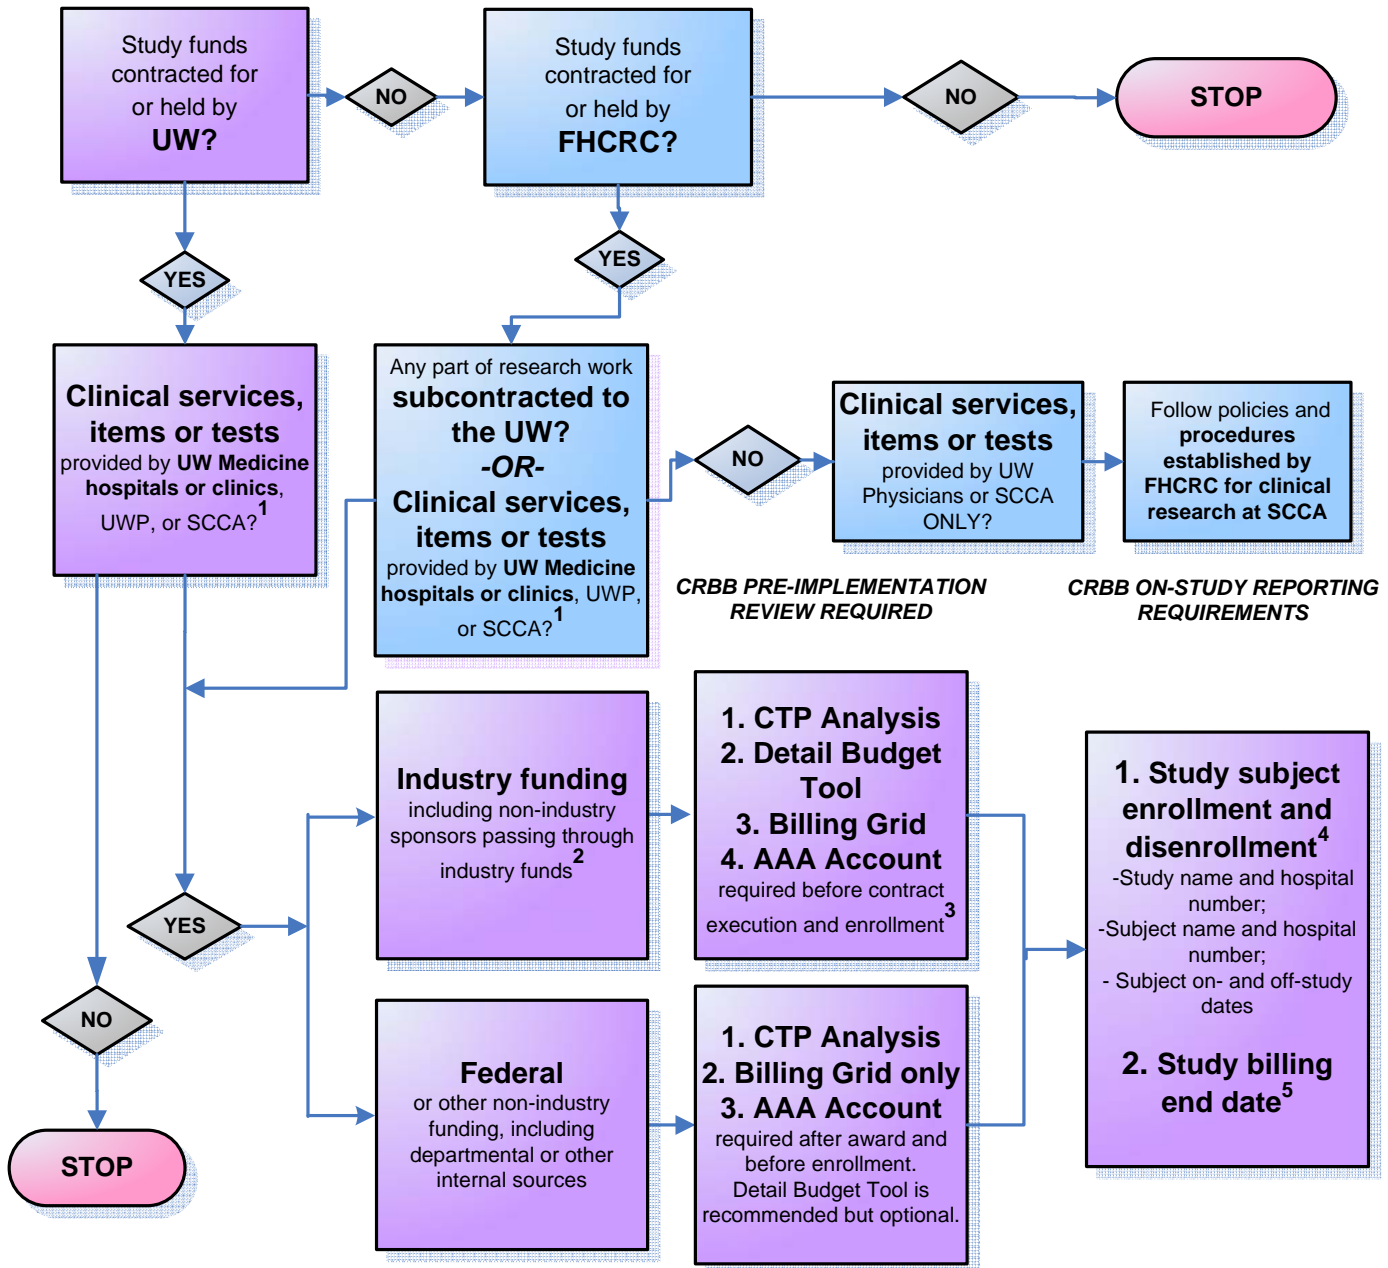 Study funds
contracted for
or held by
UW?
NO
Study funds
contracted for
or held by
FHCRC?
NO
STOP
YES
YES
Clinical services,
items or tests
provided by UW Medicine
hospitals or clinics,
UWP, or SCCA?1
Any part of research work
subcontracted to
the UW?
-OR-
Clinical services,
items or tests
provided by UW Medicine
hospitals or clinics, UWP,
or SCCA?1
NO
Clinical services,
items or tests
provided by UW
Physicians or SCCA
ONLY?
Follow policies and
procedures
established by
FHCRC for clinical
research at SCCA
CRBB PRE-IMPLEMENTATION
REVIEW REQUIRED
CRBB ON-STUDY REPORTING
REQUIREMENTS
Industry funding
including non-industry
sponsors passing through
industry funds2
1. CTP Analysis
2. Detail Budget
Tool
3. Billing Grid
4. AAA Account
required before contract
execution and enrollment3
1. Study subject
enrollment and
disenrollment4
-Study name and hospital
number;
-Subject name and hospital
number;
- Subject on- and off-study
dates
2. Study billing
end date5
YES
NO
STOP
Federal
or other non-industry
funding, including
departmental or other
internal sources
1. CTP Analysis
2. Billing Grid only
3. AAA Account
required after award and
before enrollment.
Detail Budget Tool is
recommended but optional.